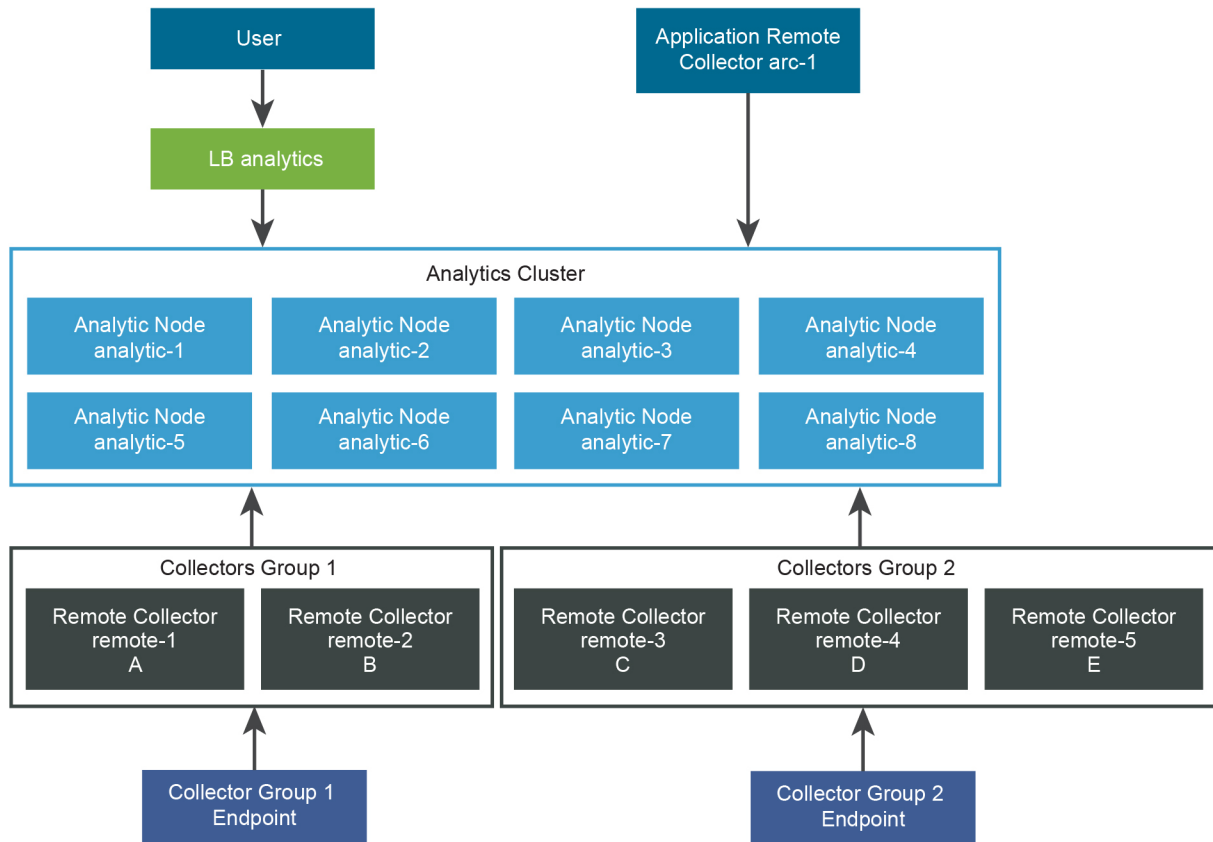 User
Application Remote
Collector arc-1
LB analytics
Analytics Cluster
Analytic Node
analytic-1
Analytic Node
analytic-2
Analytic Node
analytic-3
Analytic Node
analytic-4
Analytic Node
analytic-5
Analytic Node
analytic-6
Analytic Node
analytic-7
Analytic Node
analytic-8
Collectors Group 1
Remote Collector
remote-1
A
Remote Collector
remote-2
B
Collectors Group 2
Remote Collector
remote-3
C
Remote Collector
remote-4
D
Remote Collector
remote-5
E
Collector Group 1
Endpoint
Collector Group 2
Endpoint